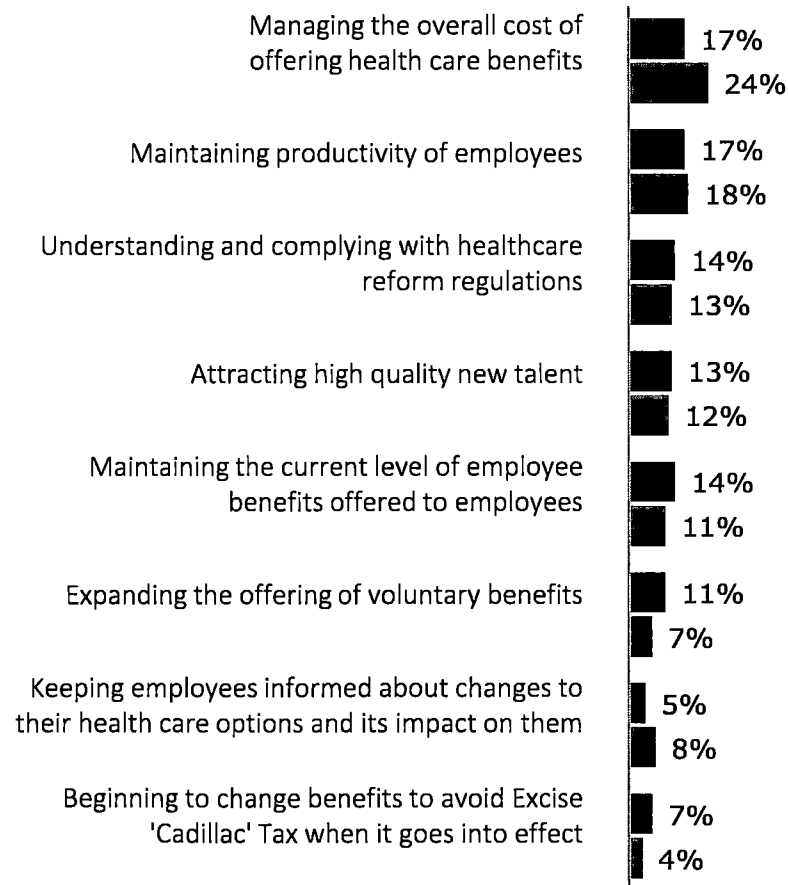 Managing the overall cost of
offering health care benefits
17%
24%
Maintaining productivity of employees
17%
18%
Understanding and complying with healthcare
reform regulations
14%
13%
Attracting high quality new talent
13%
12%
Maintaining the current level of employee
benefits offered to employees
14%
11%
Expanding the offering of voluntary benefits
11%
7%
Keeping employees informed about changes to
their health care options and its impact on them
5%
8%
Beginning to change benefits to avoid Excise
'Cadillac' Tax when it goes into effect
7%
4%